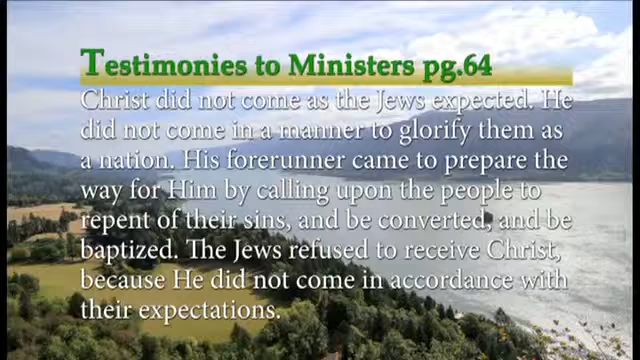 Testimonies to Ministers pg.64
Christ did not come as the Jews expected. He
did not come in a manner to glorify them as
a nation. His forerunner came to prepare the
way for Him by calling upon the people to
repent of their sins, and be converted, and be
baptized. The Jews refused to receive Christ,
because He did not come in accordance with
their expectations.